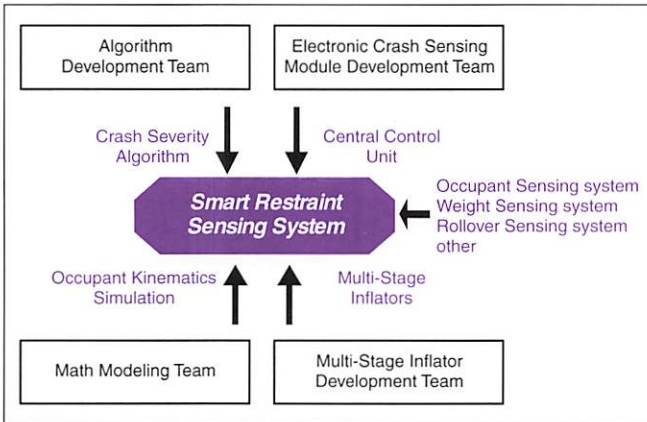 Algorithm
Development Team
Electronic Crash Sensing
Module Development Team
Crash Severity
Algorithm
Central Control
Unit
Smart Restraint
Sensing System
Occupant Sensing system
Weight Sensing system
Rollover Sensing system
other
Occupant Kinematics
Simulation
Multi-Stage
Inflators
Math Modeling Team
Multi-Stage Inflator
Development Team